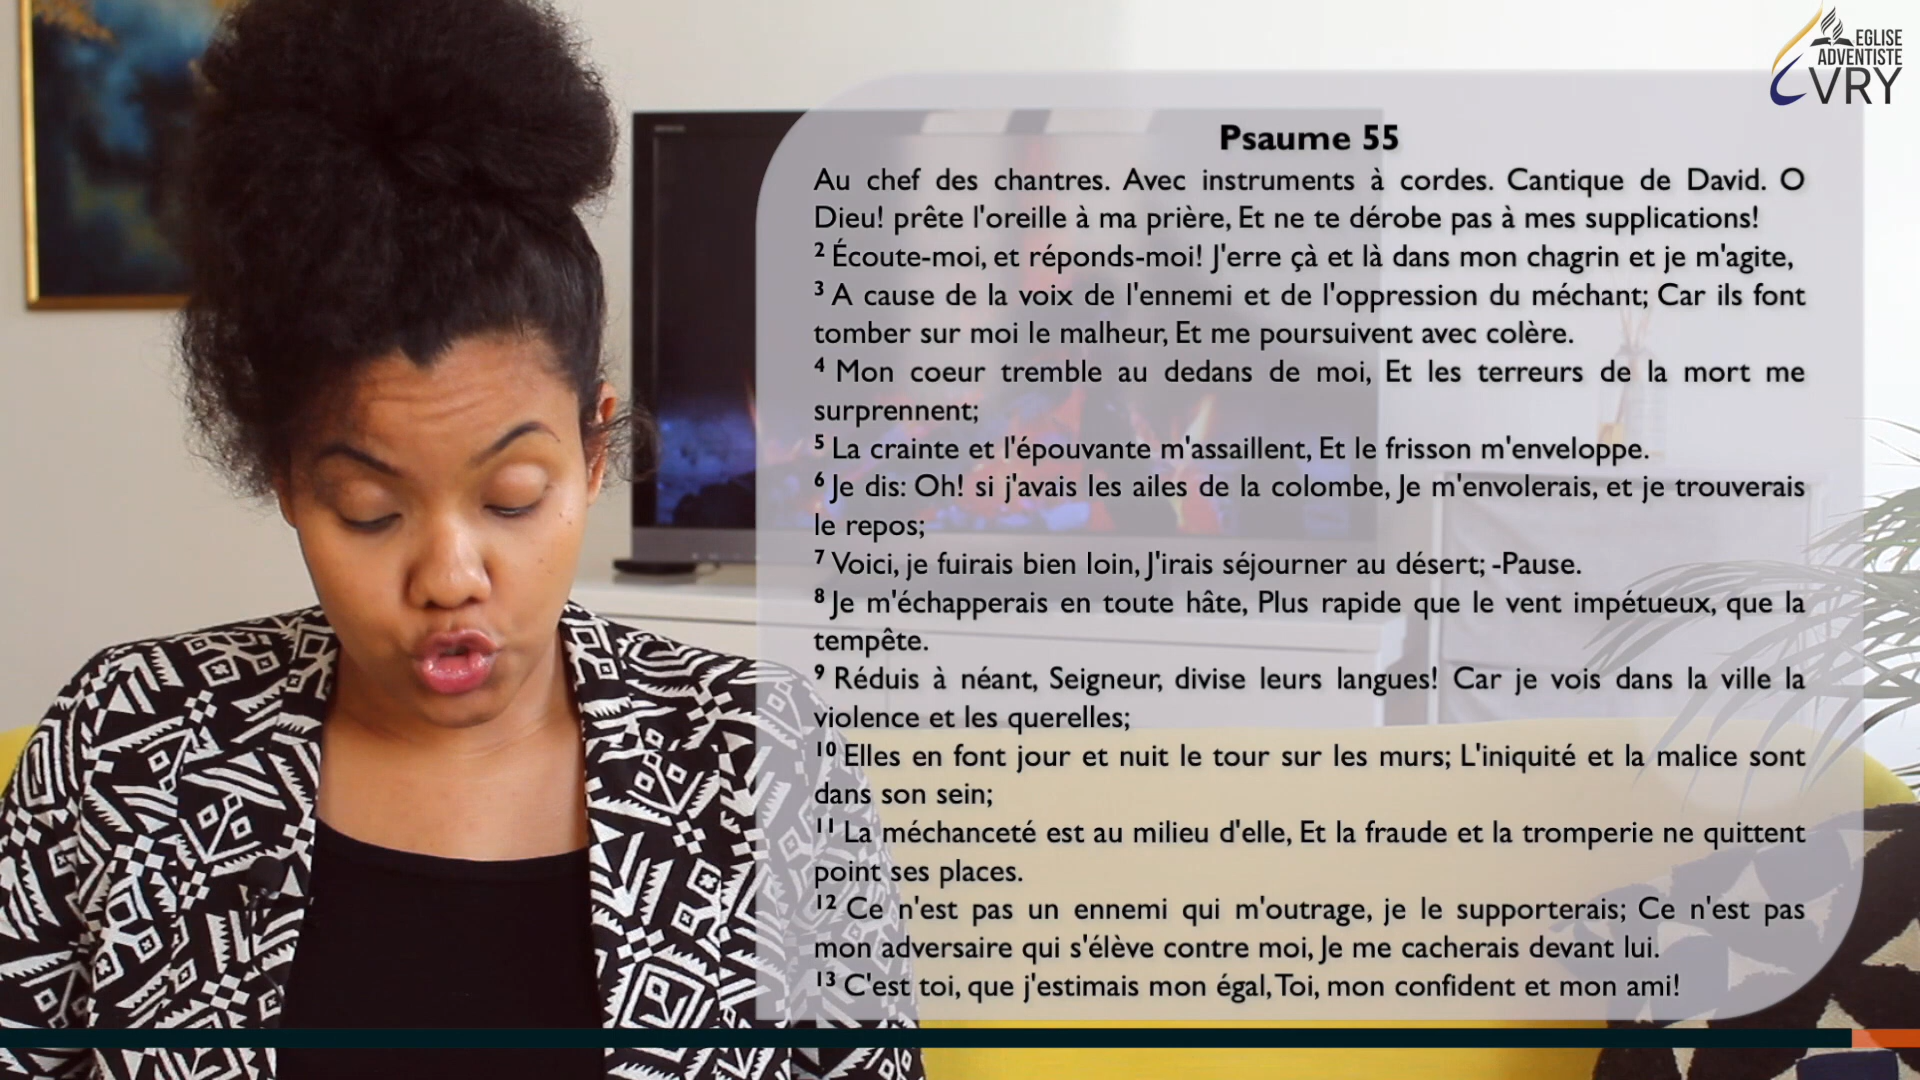 EGLISE
ADVENTISTE
VRY
Psaume 55
Au chef des chantres. Avec instruments à cordes. Cantique de David. O
Dieu! prête l'oreille à ma prière, Et ne te dérobe pas à mes supplications!
2 Écoute-moi, et réponds-moi! J'erre çà et là dans mon chagrin et je m'agite,
3 A cause de la voix de l'ennemi et de l'oppression du méchant; Car ils font
tomber sur moi le malheur, Et me poursuivent avec colère.
4 Mon coeur tremble au dedans de moi, Et les terreurs de la mort me
surprennent;
5 La crainte et l'épouvante m'assaillent, Et le frisson m'enveloppe.
6 Je dis: Oh! si j'avais les ailes de la colombe, Je m'envolerais, et je trouverais
le repos;
7 Voici, je fuirais bien loin, J'irais séjourner au désert; -Pause.
8 Je m'échapperais en toute hâte, Plus rapide que le vent impétueux, que la
tempête.
9 Réduis à néant, Seigneur, divise leurs langues! Car je vois dans la ville la
violence et les querelles;
10 Elles en font jour et nuit le tour sur les murs; L'iniquité et la malice sont
dans son sein;
11 La méchanceté est au milieu d'elle, Et la fraude et la tromperie ne quittent
point ses places.
12 Ce n'est pas un ennemi qui m'outrage, je le supporterais; Ce n'est pas
mon adversaire qui s'élève contre moi, Je me cacherais devant lui.
13 C'est toi, que j'estimais mon égal, Toi, mon confident et mon ami!